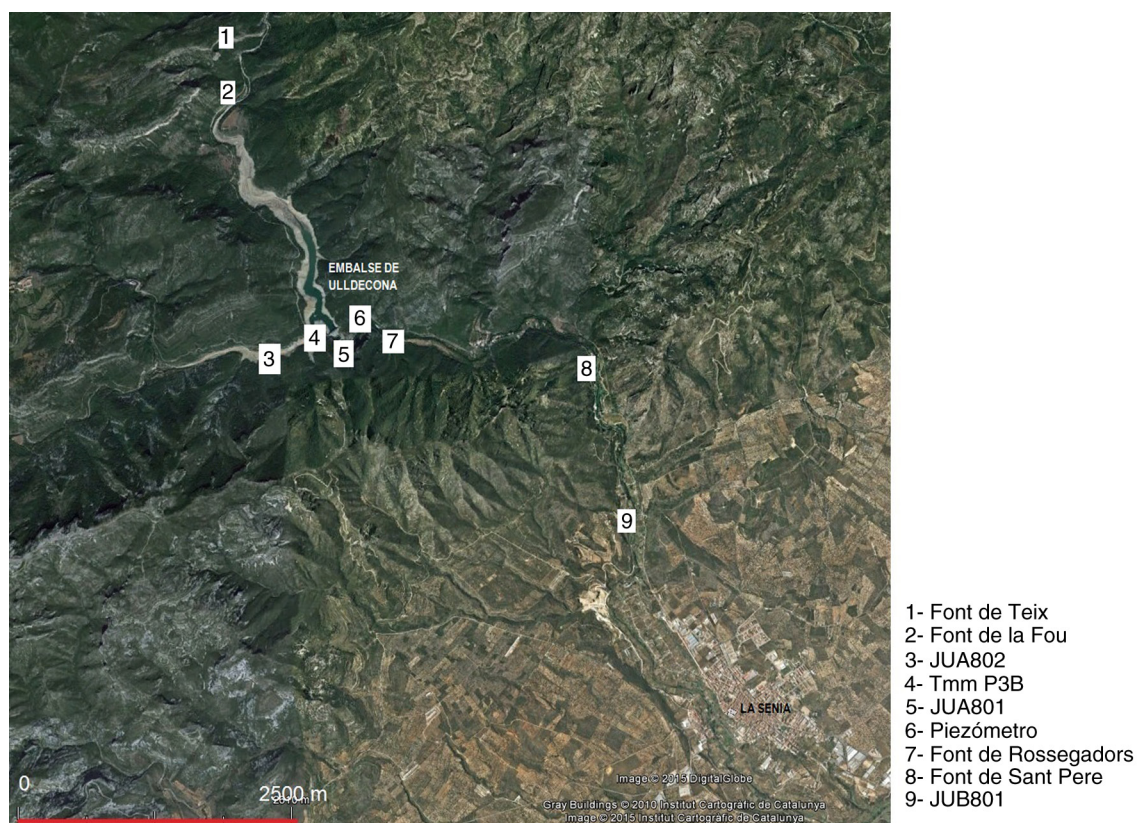 1
2
EMBALSE DE
ULLDECONA
6
4
7
5
3
8
9
LA SENIA
1- Font de Teix
2- Font de la Fou
3- JUA802
4- Tmm P3B
5- JUA801
6- Piezómetro
7- Font de Rossegadors
8- Font de Sant Pere
9- JUB801
0
2500 m
Image © 2015 DigitalGlobe
Gray Buildings © 2010 Institut Cartogràfic de Catalunya
Image © 2015 Institut Cartogràfic de Catalunya